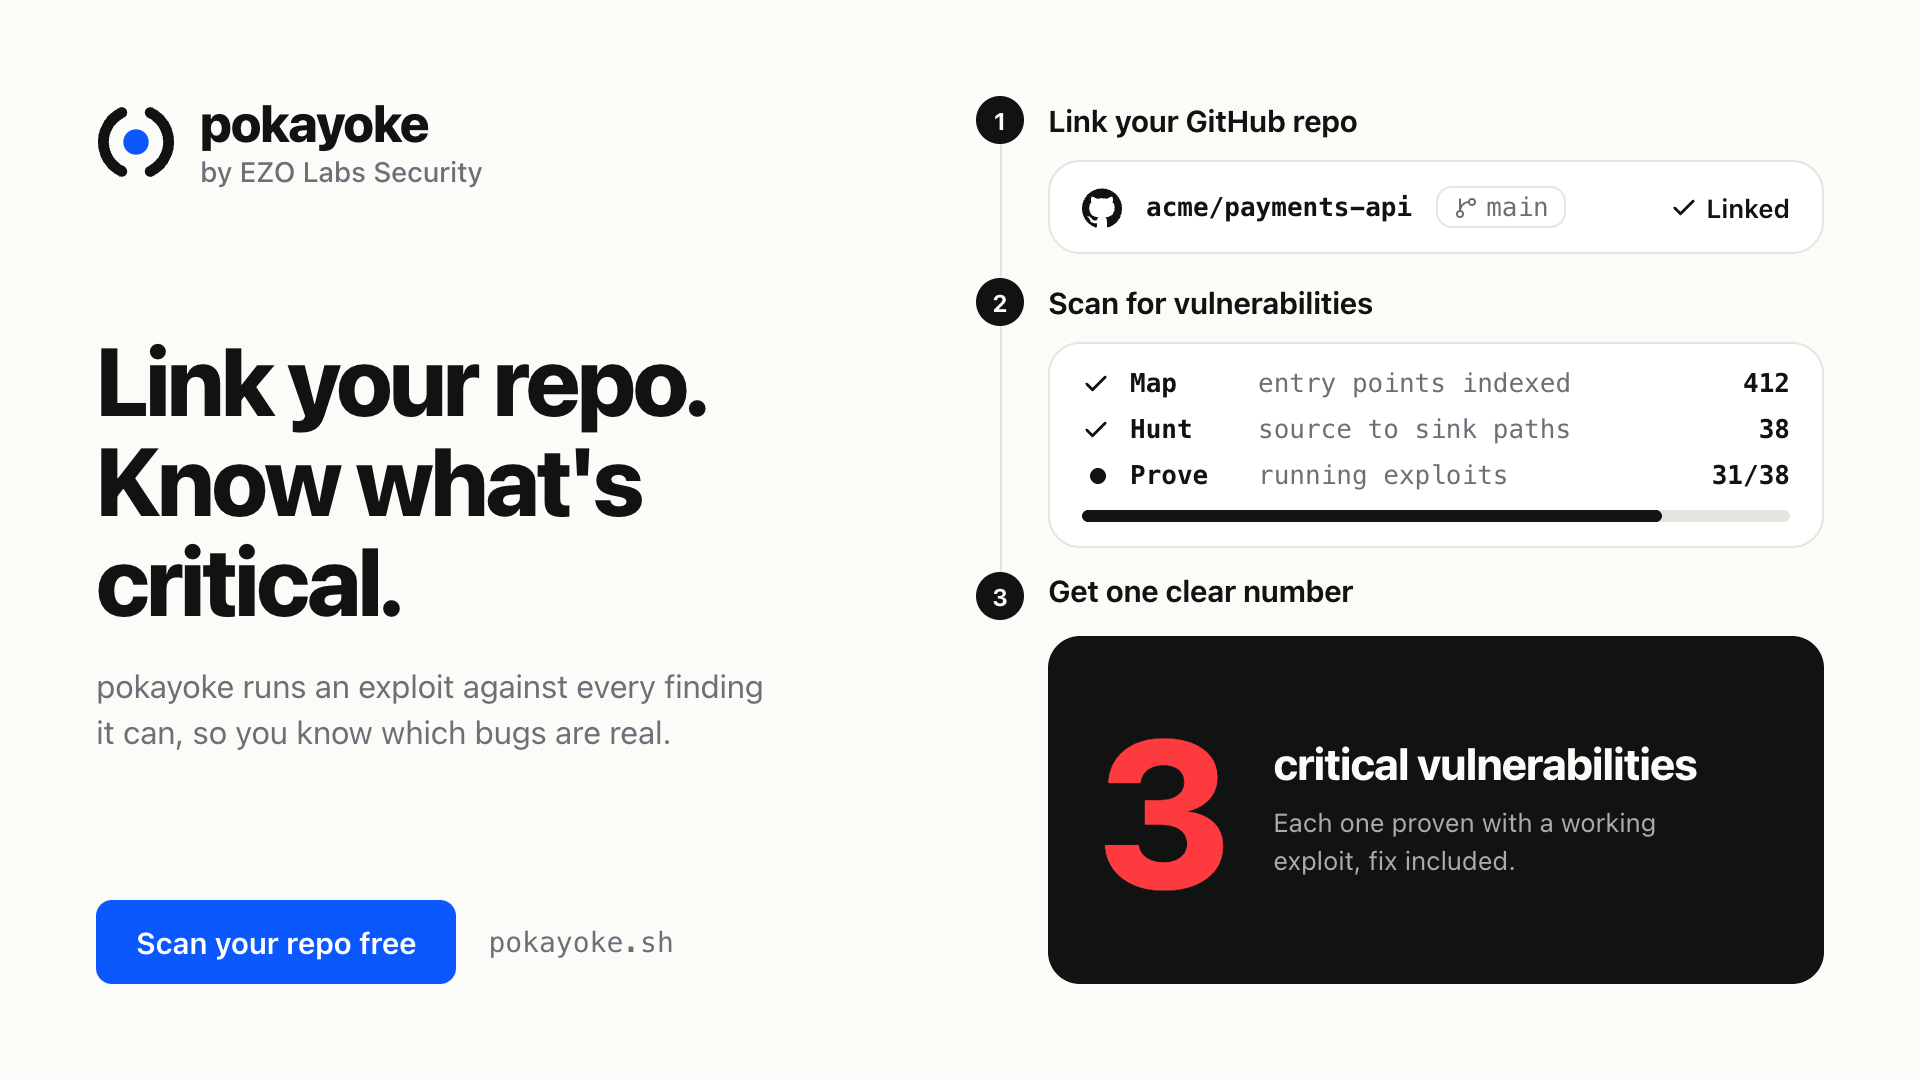 pokayoke
by EZO Labs Security
Link your repo.
Know what's
critical.
pokayoke runs an exploit against every finding
it can, so you know which bugs are real.
Scan your repo free
pokayoke.sh
1 Link your GitHub repo
acme/payments-api main Linked
2 Scan for vulnerabilities
Map entry points indexed 412
Hunt source to sink paths 38
Prove running exploits 31/38
3 Get one clear number
3
critical vulnerabilities
Each one proven with a working
exploit, fix included.